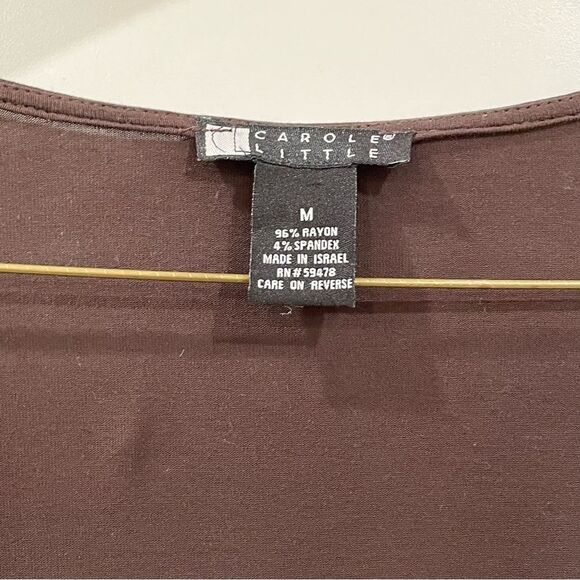 CAROLE®
LITTLE
M
96% RAYON
4% SPANDEX
MADE IN ISRAEL
RN# 59478
CARE ON REVERSE